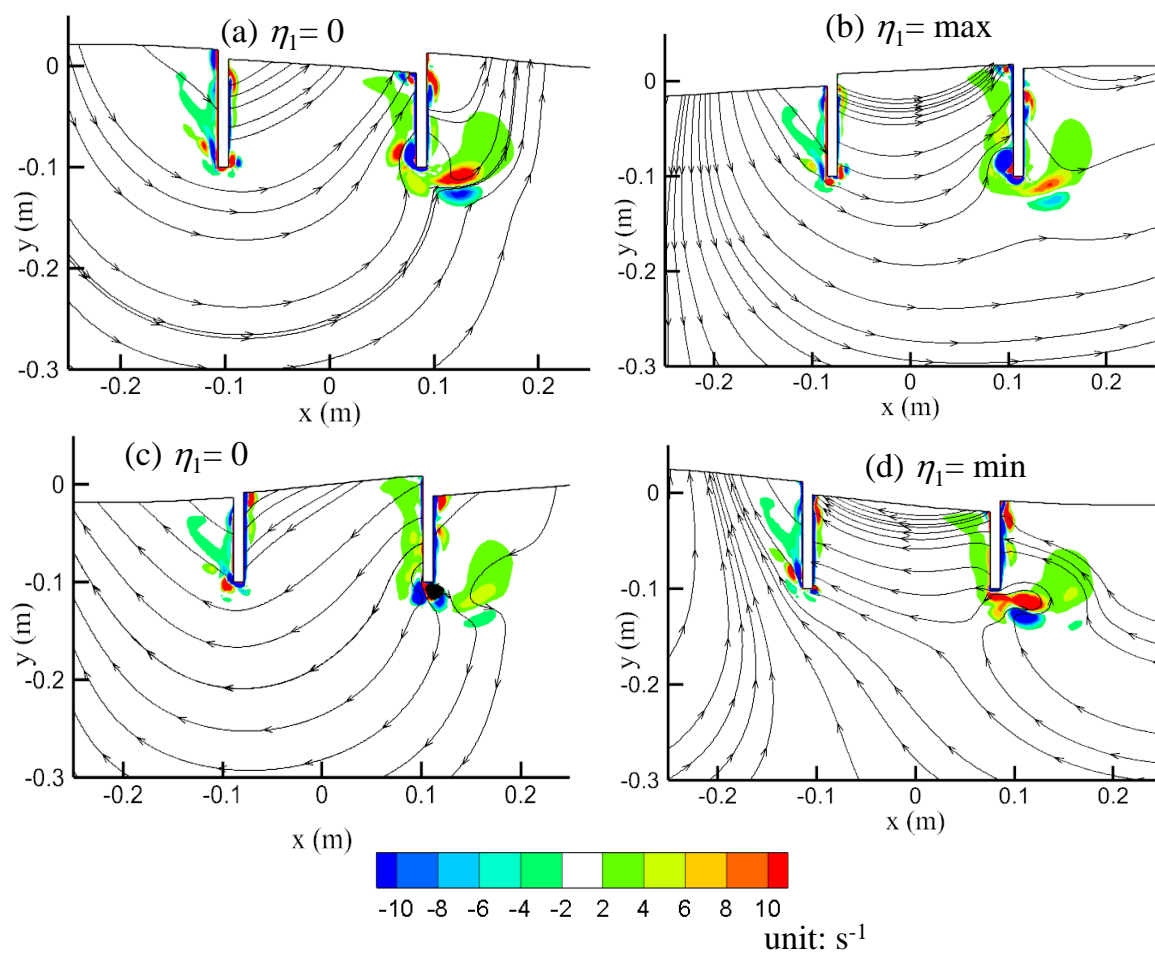 (a) η₁= 0
0
-0.1
-0.2
-0.3
y (m)
-0.2 -0.1 0 0.1 0.2
x (m)
(b) η₁= max
0
-0.1
-0.2
-0.3
y (m)
-0.2 -0.1 0 0.1 0.2
x (m)
(c) η₁= 0
0
-0.1
-0.2
-0.3
y (m)
-0.2 -0.1 0 0.1 0.2
x (m)
(d) η₁= min
0
-0.1
-0.2
-0.3
y (m)
-0.2 -0.1 0 0.1 0.2
x (m)
-10 -8 -6 -4 -2 2 4 6 8 10
unit: s⁻¹